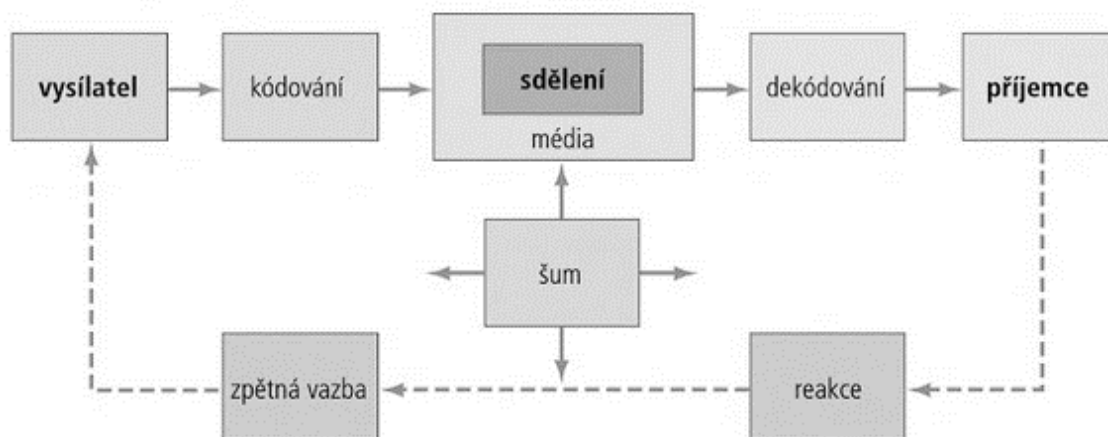 vysílatel
kódování
sdělení
média
dekódování
příjemce
šum
zpětná vazba
reakce